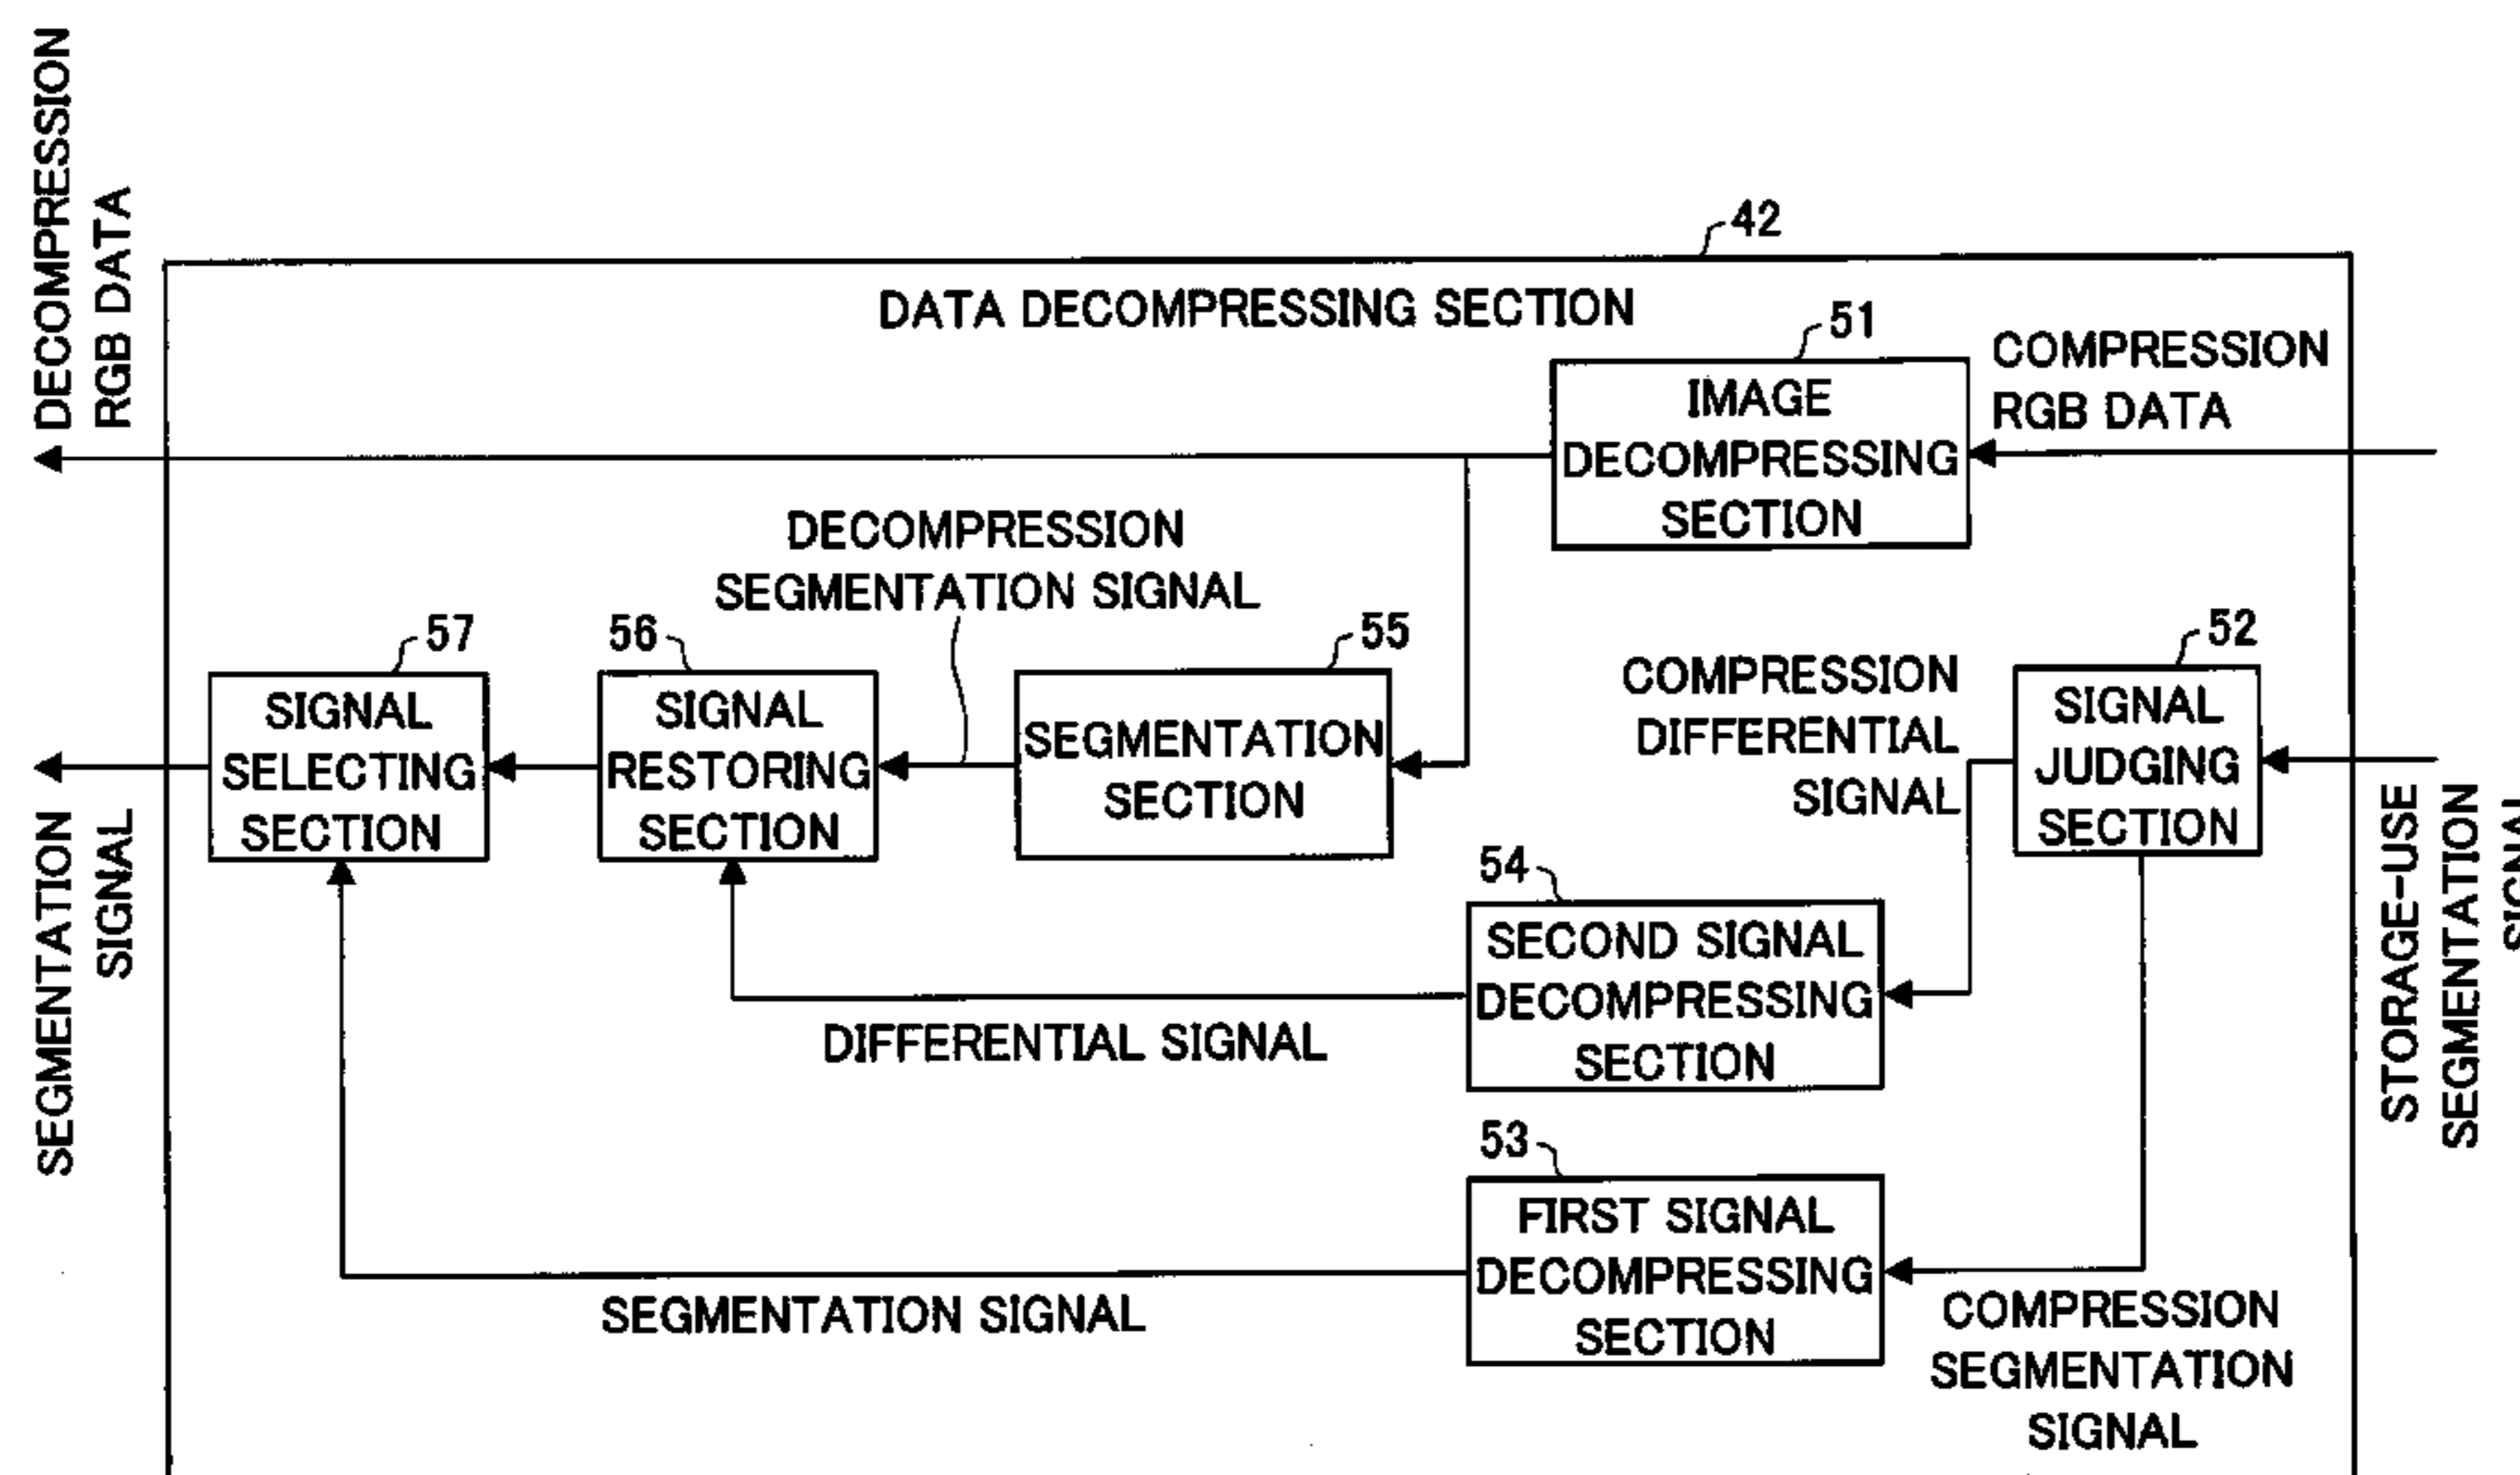 DECOMPRESSION
RGB DATA
42
DATA DECOMPRESSING SECTION
51
IMAGE
DECOMPRESSING
SECTION
COMPRESSION
RGB DATA
DECOMPRESSION
SEGMENTATION SIGNAL
57
SIGNAL
SELECTING
SECTION
56
SIGNAL
RESTORING
SECTION
55
SEGMENTATION
SECTION
COMPRESSION
DIFFERENTIAL
SIGNAL
52
SIGNAL
JUDGING
SECTION
SEGMENTATION
SIGNAL
STORAGE-USE
SEGMENTATION
SIGNAL
54
SECOND SIGNAL
DECOMPRESSING
SECTION
DIFFERENTIAL SIGNAL
53
FIRST SIGNAL
DECOMPRESSING
SECTION
SEGMENTATION SIGNAL
COMPRESSION
SEGMENTATION
SIGNAL